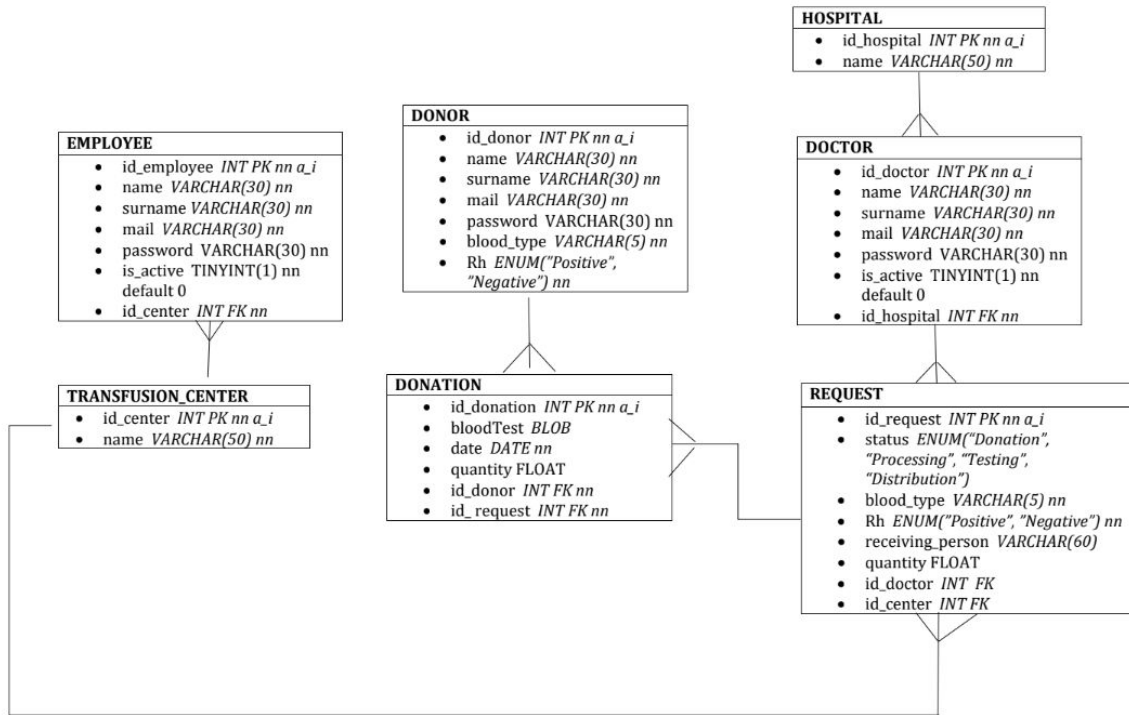 HOSPITAL
• id_hospital INT PK nn a_i
• name VARCHAR(50) nn
EMPLOYEE
• id_employee INT PK nn a_i
• name VARCHAR(30) nn
• surname VARCHAR(30) nn
• mail VARCHAR(30) nn
• password VARCHAR(30) nn
• is_active TINYINT(1) nn
default 0
• id_center INT FK nn
DONOR
• id_donor INT PK nn a_i
• name VARCHAR(30) nn
• surname VARCHAR(30) nn
• mail VARCHAR(30) nn
• password VARCHAR(30) nn
• blood_type VARCHAR(5) nn
• Rh ENUM("Positive",
"Negative") nn
DOCTOR
• id_doctor INT PK nn a_i
• name VARCHAR(30) nn
• surname VARCHAR(30) nn
• mail VARCHAR(30) nn
• password VARCHAR(30) nn
• is_active TINYINT(1) nn
default 0
• id_hospital INT FK nn
TRANSFUSION_CENTER
• id_center INT PK nn a_i
• name VARCHAR(50) nn
DONATION
• id_donation INT PK nn a_i
• bloodTest BLOB
• date DATE nn
• quantity FLOAT
• id_donor INT FK nn
• id_ request INT FK nn
REQUEST
• id_request INT PK nn a_i
• status ENUM("Donation",
"Processing", "Testing",
"Distribution")
• blood_type VARCHAR(5) nn
• Rh ENUM("Positive", "Negative") nn
• receiving_person VARCHAR(60)
• quantity FLOAT
• id_doctor INT FK
• id_center INT FK